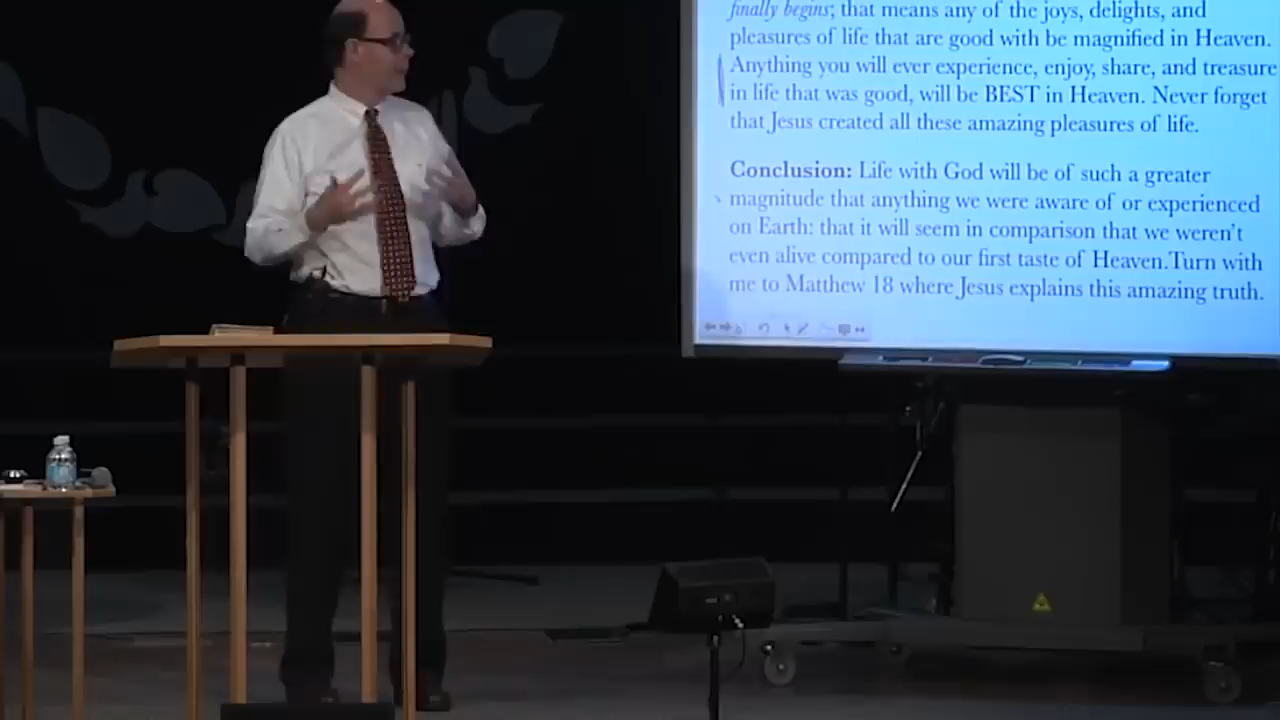 finally begins; that means any of the joys, delights, and
pleasures of life that are good with be magnified in Heaven.
Anything you will ever experience, enjoy, share, and treasure
in life that was good, will be BEST in Heaven. Never forget
that Jesus created all these amazing pleasures of life.
Conclusion: Life with God will be of such a greater
magnitude that anything we were aware of or experienced
on Earth: that it will seem in comparison that we weren't
even alive compared to our first taste of Heaven.Turn with
me to Matthew 18 where Jesus explains this amazing truth.